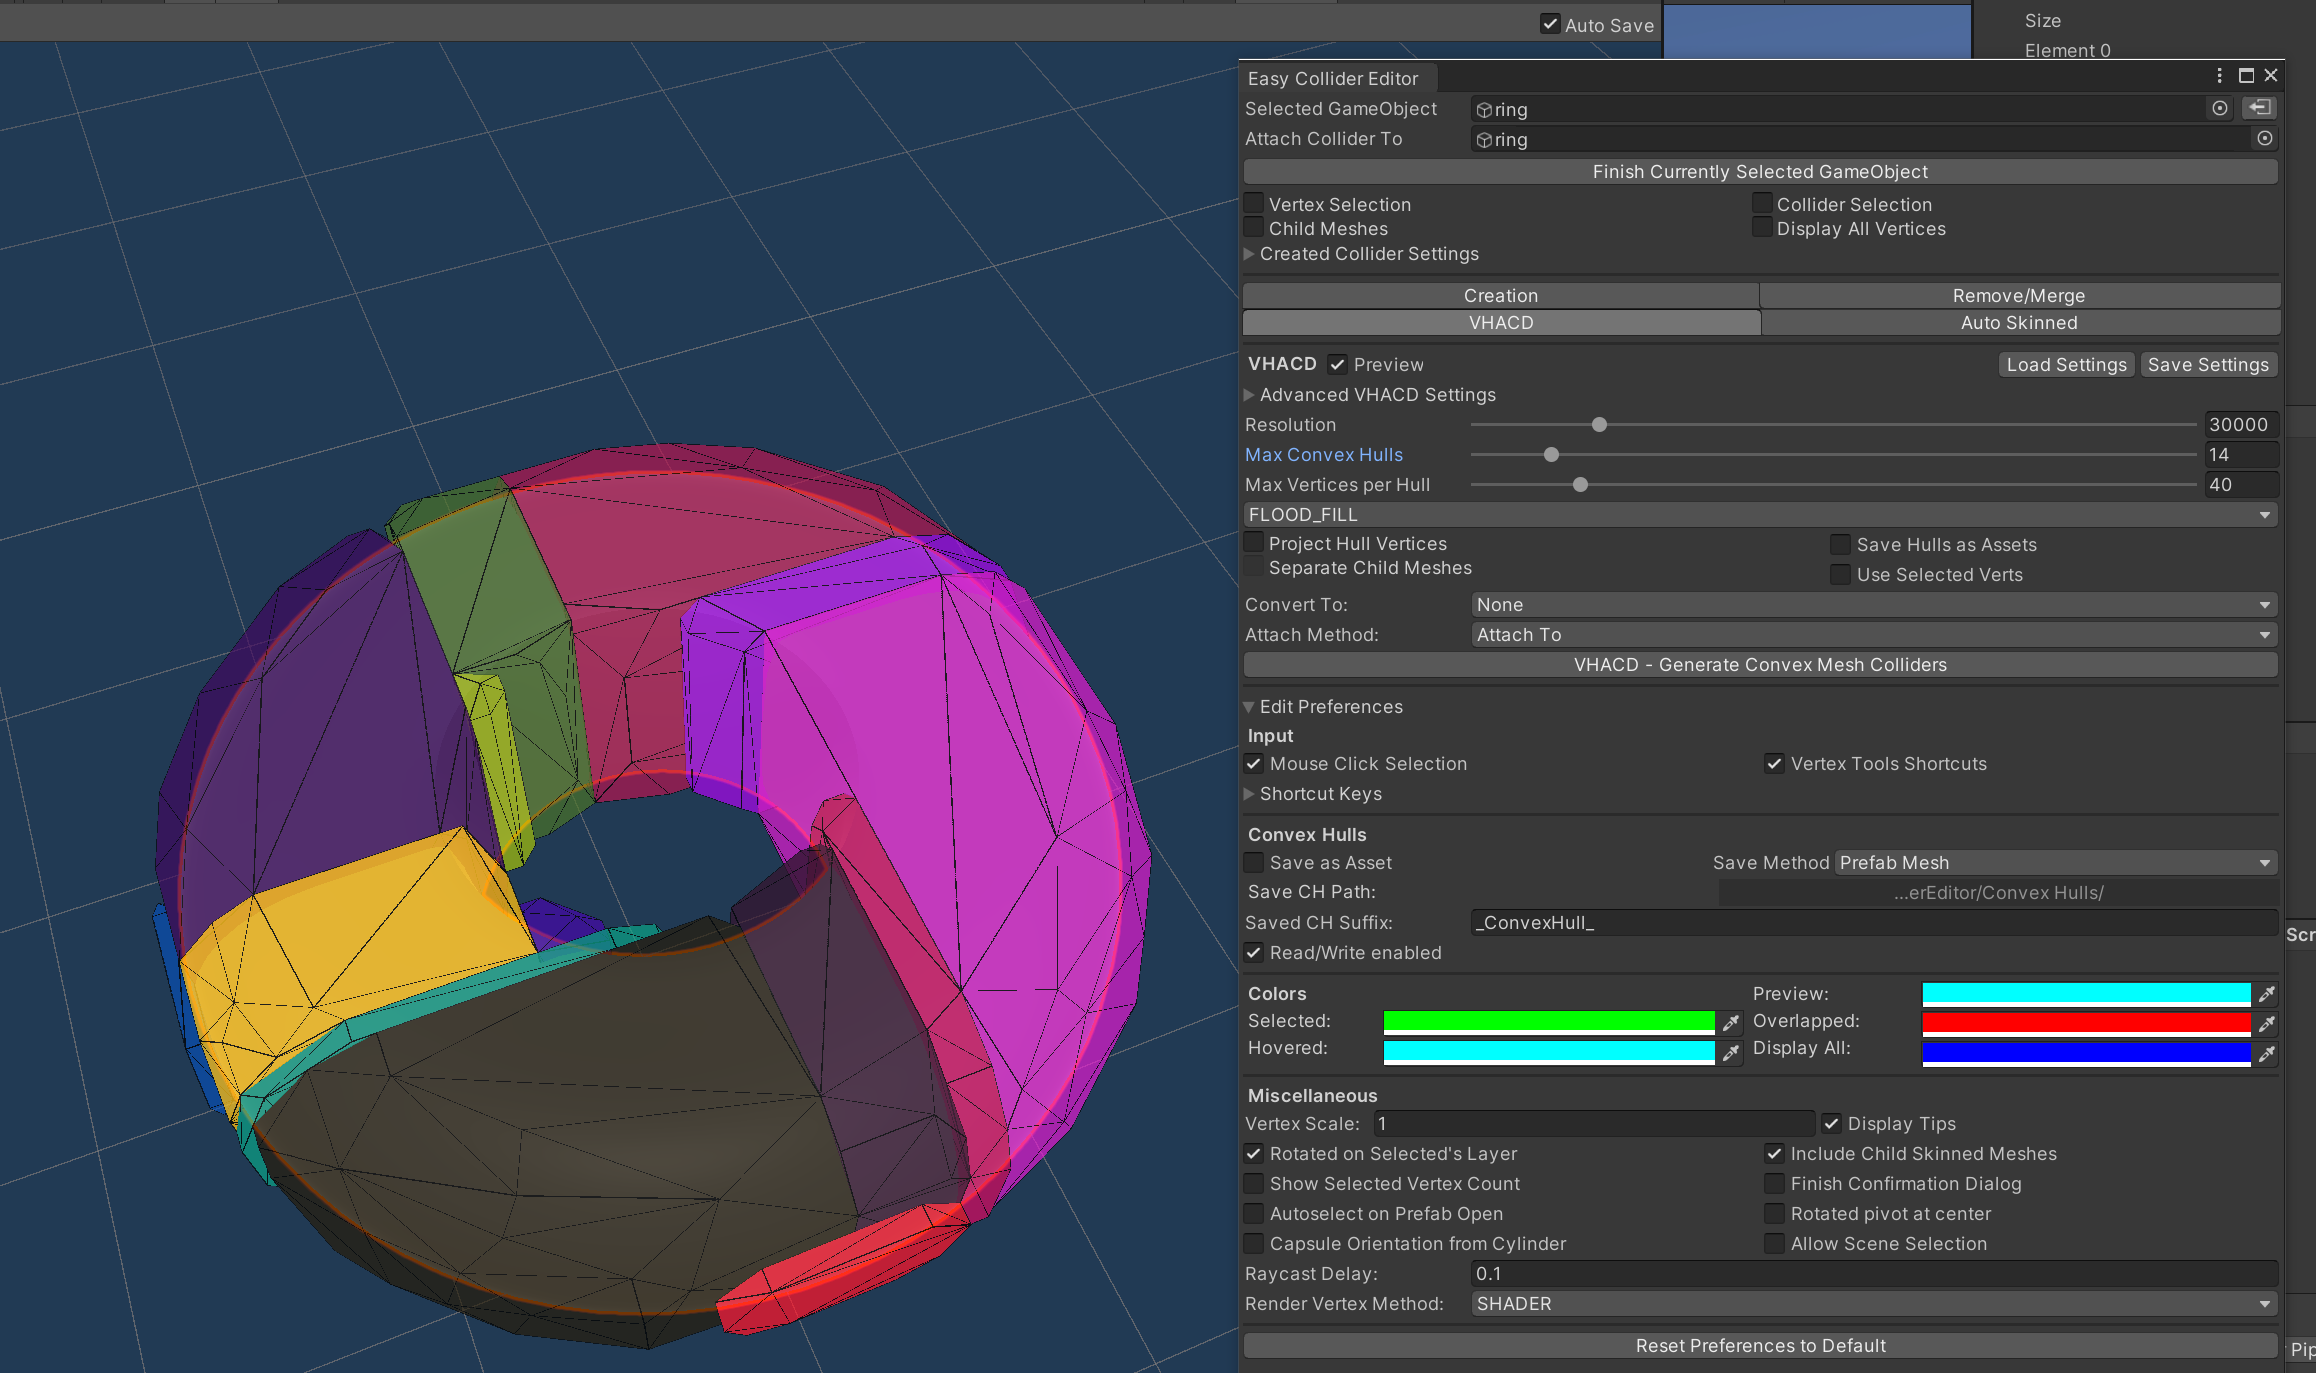 Auto Save
Size
Element 0
Easy Collider Editor
Selected GameObject ring
Attach Collider To ring
Finish Currently Selected GameObject
Vertex Selection Collider Selection
Child Meshes Display All Vertices
Created Collider Settings
Creation Remove/Merge
VHACD Auto Skinned
VHACD Preview Load Settings Save Settings
Advanced VHACD Settings
Resolution 30000
Max Convex Hulls 14
Max Vertices per Hull 40
FLOOD_FILL
Project Hull Vertices Save Hulls as Assets
Separate Child Meshes Use Selected Verts
Convert To: None
Attach Method: Attach To
VHACD - Generate Convex Mesh Colliders
Edit Preferences
Input
Mouse Click Selection Vertex Tools Shortcuts
Shortcut Keys
Convex Hulls
Save as Asset Save Method Prefab Mesh
Save CH Path: ...erEditor/Convex Hulls/
Saved CH Suffix: _ConvexHull_
Scr
Read/Write enabled
Colors Preview:
Selected: Overlapped:
Hovered: Display All:
Miscellaneous
Vertex Scale: 1 Display Tips
Rotated on Selected's Layer Include Child Skinned Meshes
Show Selected Vertex Count Finish Confirmation Dialog
Autoselect on Prefab Open Rotated pivot at center
Capsule Orientation from Cylinder Allow Scene Selection
Raycast Delay: 0.1
Render Vertex Method: SHADER
Reset Preferences to Default
Pip